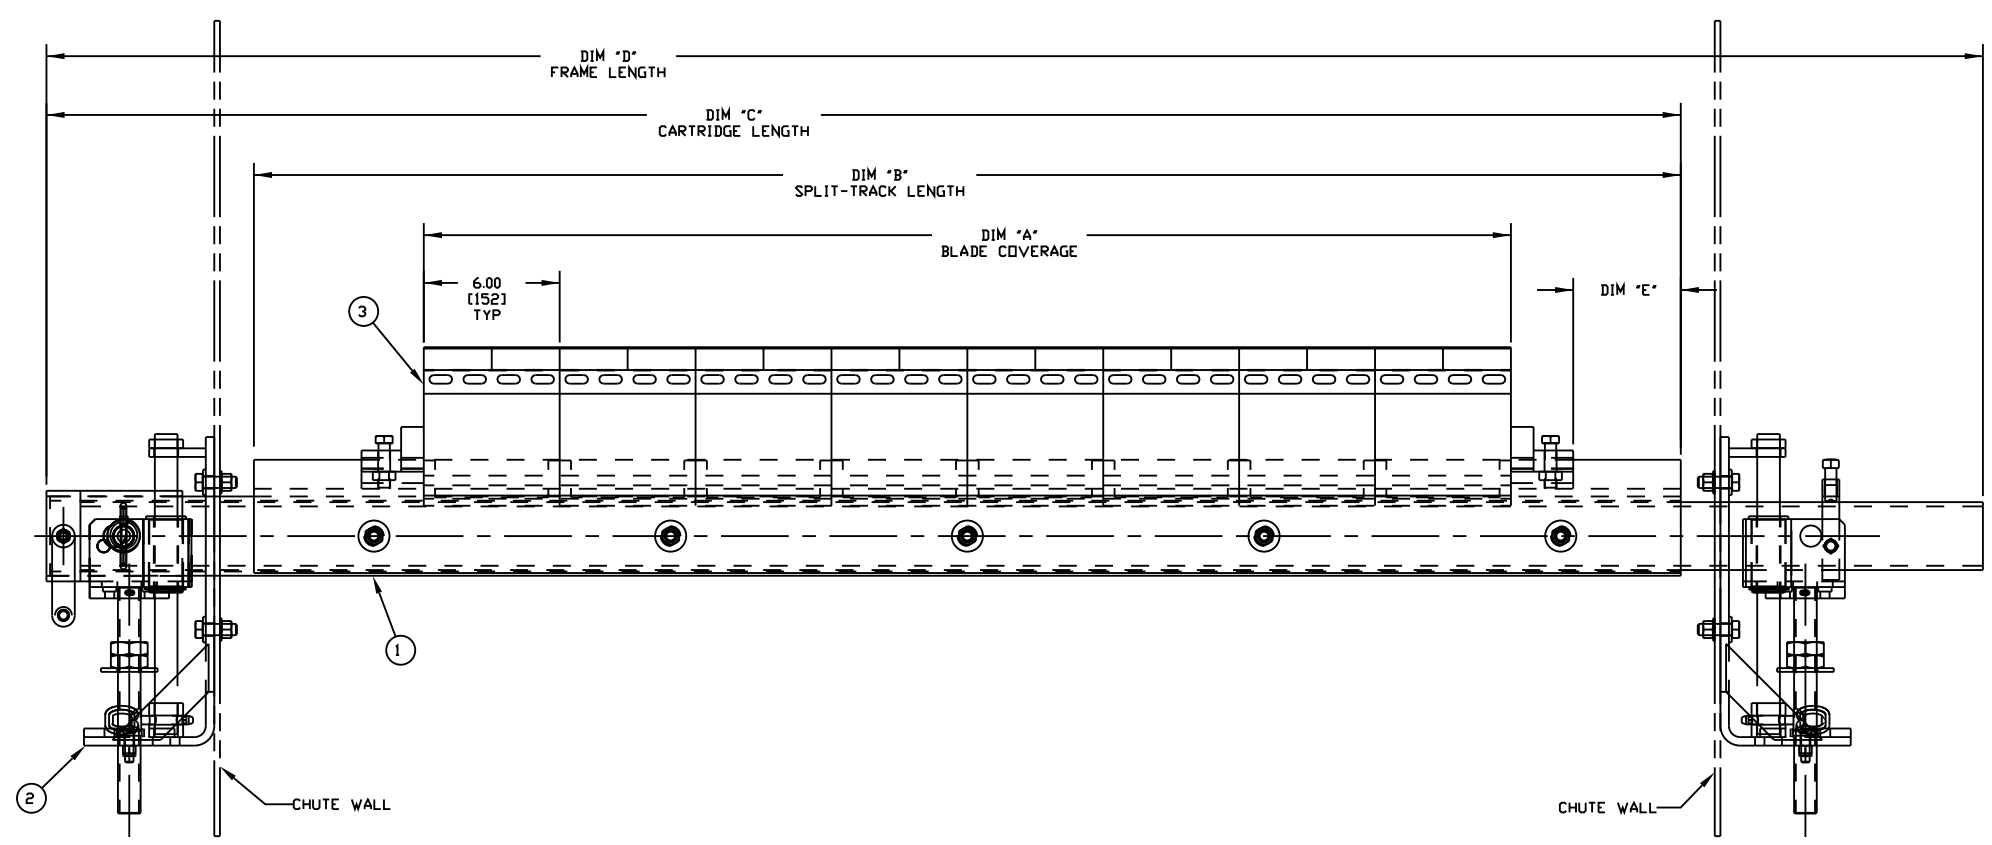 DIM "D"
FRAME LENGTH
DIM "C"
CARTRIDGE LENGTH
DIM "B"
SPLIT-TRACK LENGTH
DIM "A"
BLADE COVERAGE
6.00
[152]
TYP
DIM "E"
3
1
2
CHUTE WALL
CHUTE WALL